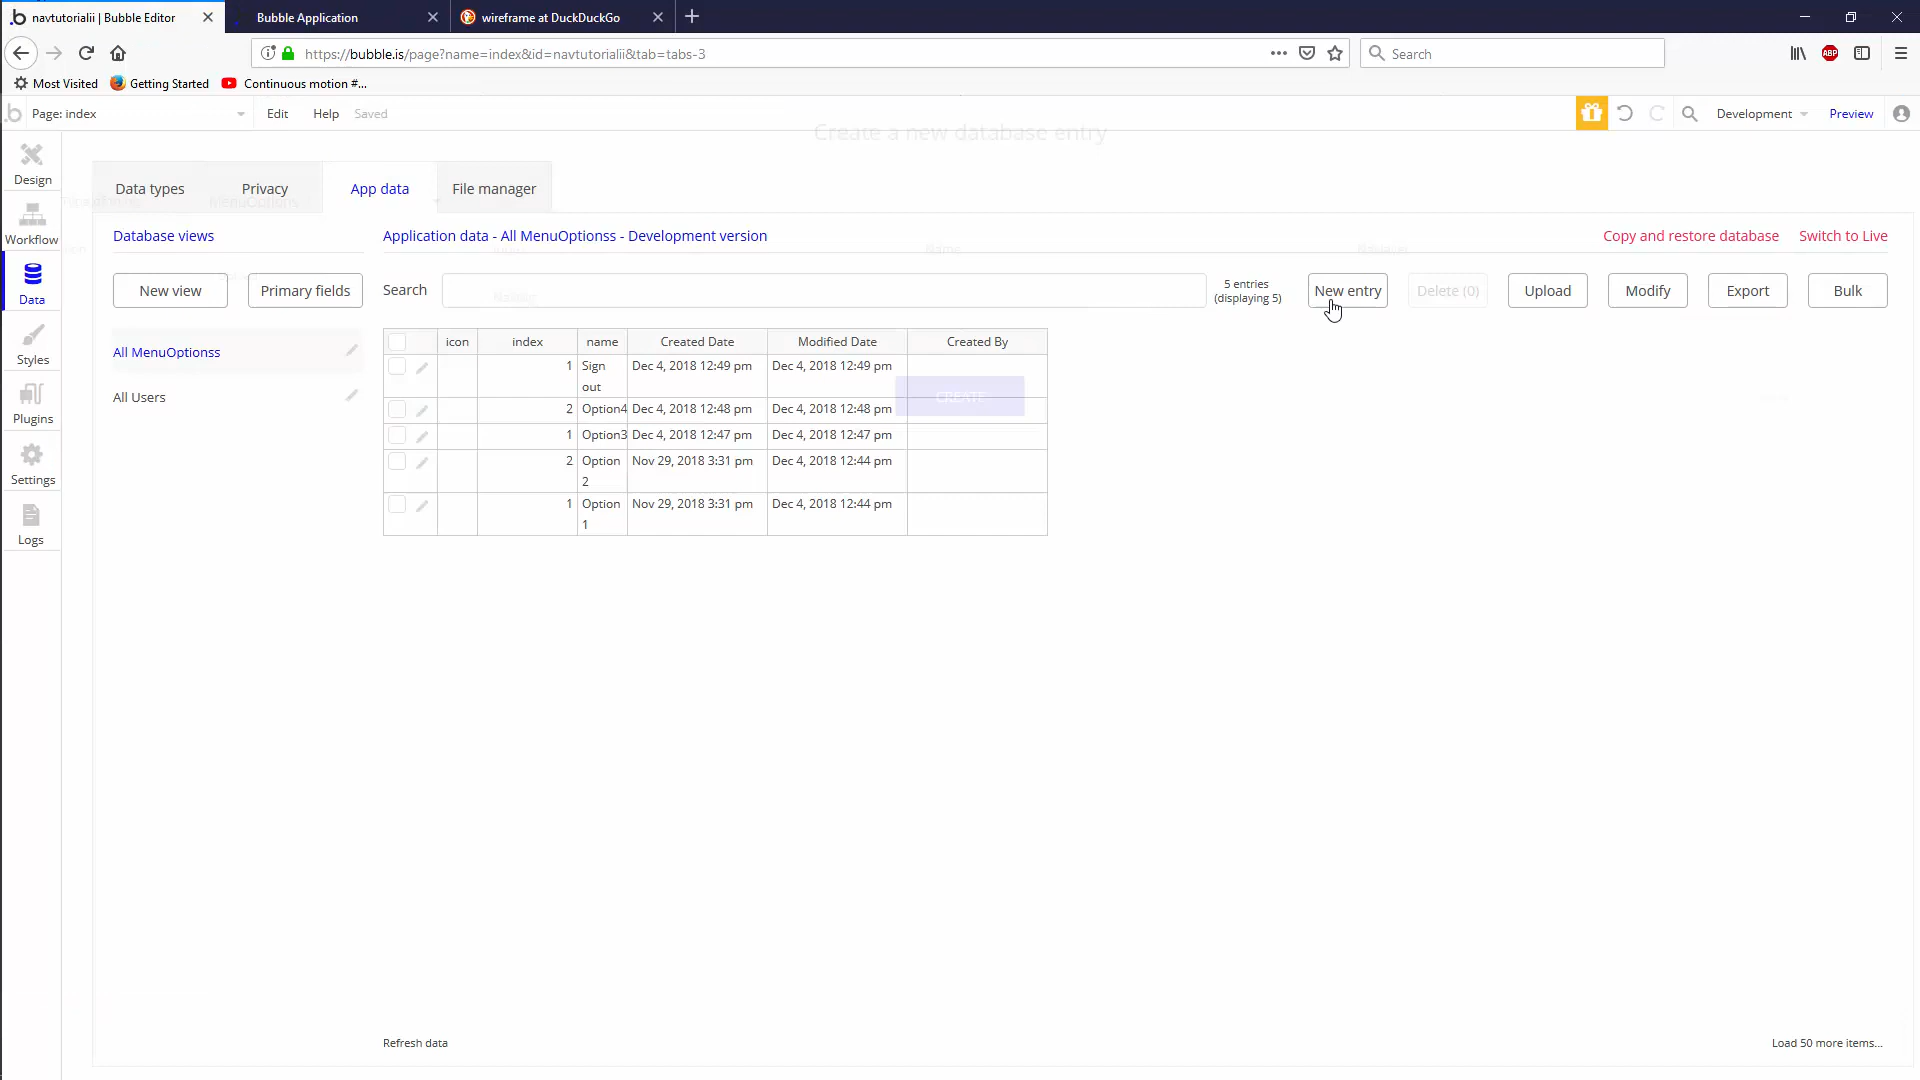 navtutorialii | Bubble Editor
Bubble Application
wireframe at DuckDuckGo
https://bubble.is/page?name=index&id=navtutorialii&tab=tabs-3
Search
Most Visited
Getting Started
Continuous motion #...
Page: index
Edit
Help
Saved
Development
Preview
Create a new database entry
Design
Workflow
Data
Styles
Plugins
Settings
Logs
Data types
Privacy
App data
File manager
MenuOptions
Database views
Application data - All MenuOptionss - Development version
Copy and restore database
Switch to Live
Name
New view
Primary fields
Search
5 entries
(displaying 5)
New entry
Delete (0)
Upload
Modify
Export
Bulk
All MenuOptionss
All Users
icon index name Created Date Modified Date Created By
1 Sign out Dec 4, 2018 12:49 pm Dec 4, 2018 12:49 pm
CREATE
2 Option4 Dec 4, 2018 12:48 pm Dec 4, 2018 12:48 pm
1 Option3 Dec 4, 2018 12:47 pm Dec 4, 2018 12:47 pm
2 Option 2 Nov 29, 2018 3:31 pm Dec 4, 2018 12:44 pm
1 Option 1 Nov 29, 2018 3:31 pm Dec 4, 2018 12:44 pm
Refresh data
Load 50 more items...